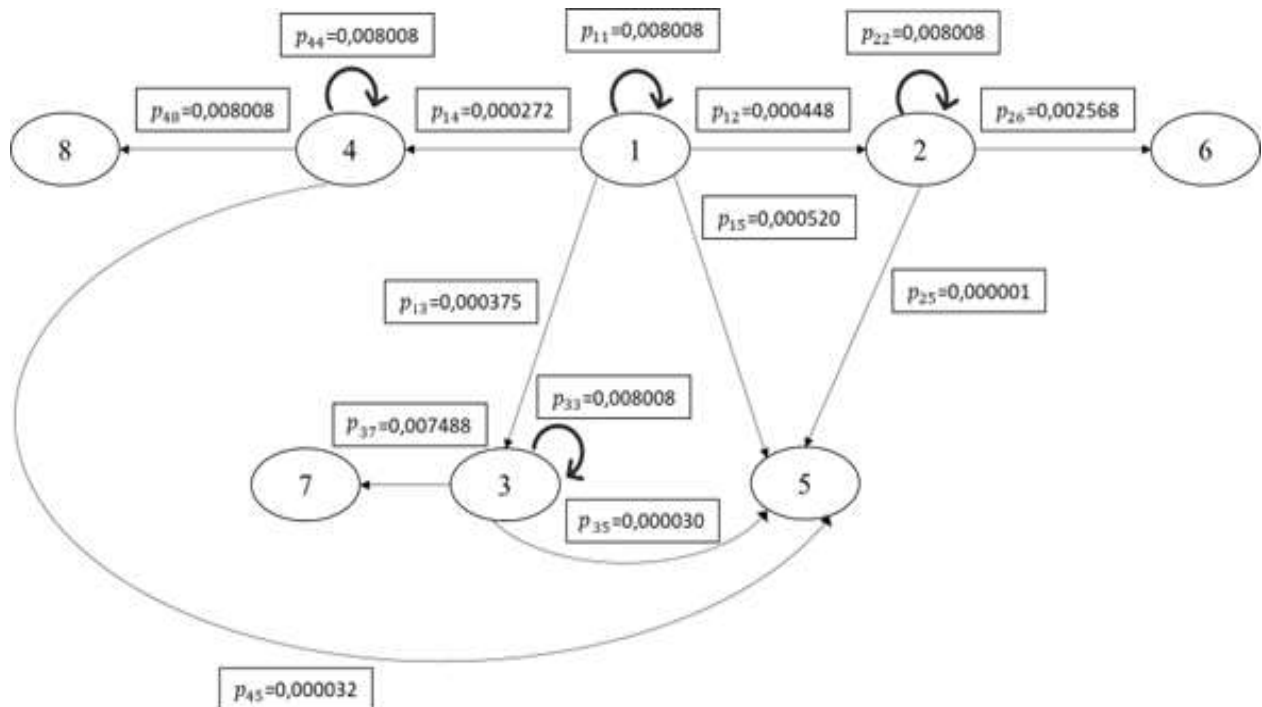 p₄₄=0,008008
p₁₁=0,008008
p₂₂=0,008008
p₄₈=0,008008
p₁₄=0,000272
p₁₂=0,000448
p₂₆=0,002568
8
4
1
2
6
p₁₅=0,000520
p₁₃=0,000375
p₂₅=0,000001
p₃₃=0,008008
p₃₇=0,007488
7
3
5
p₃₅=0,000030
p₄₅=0,000032